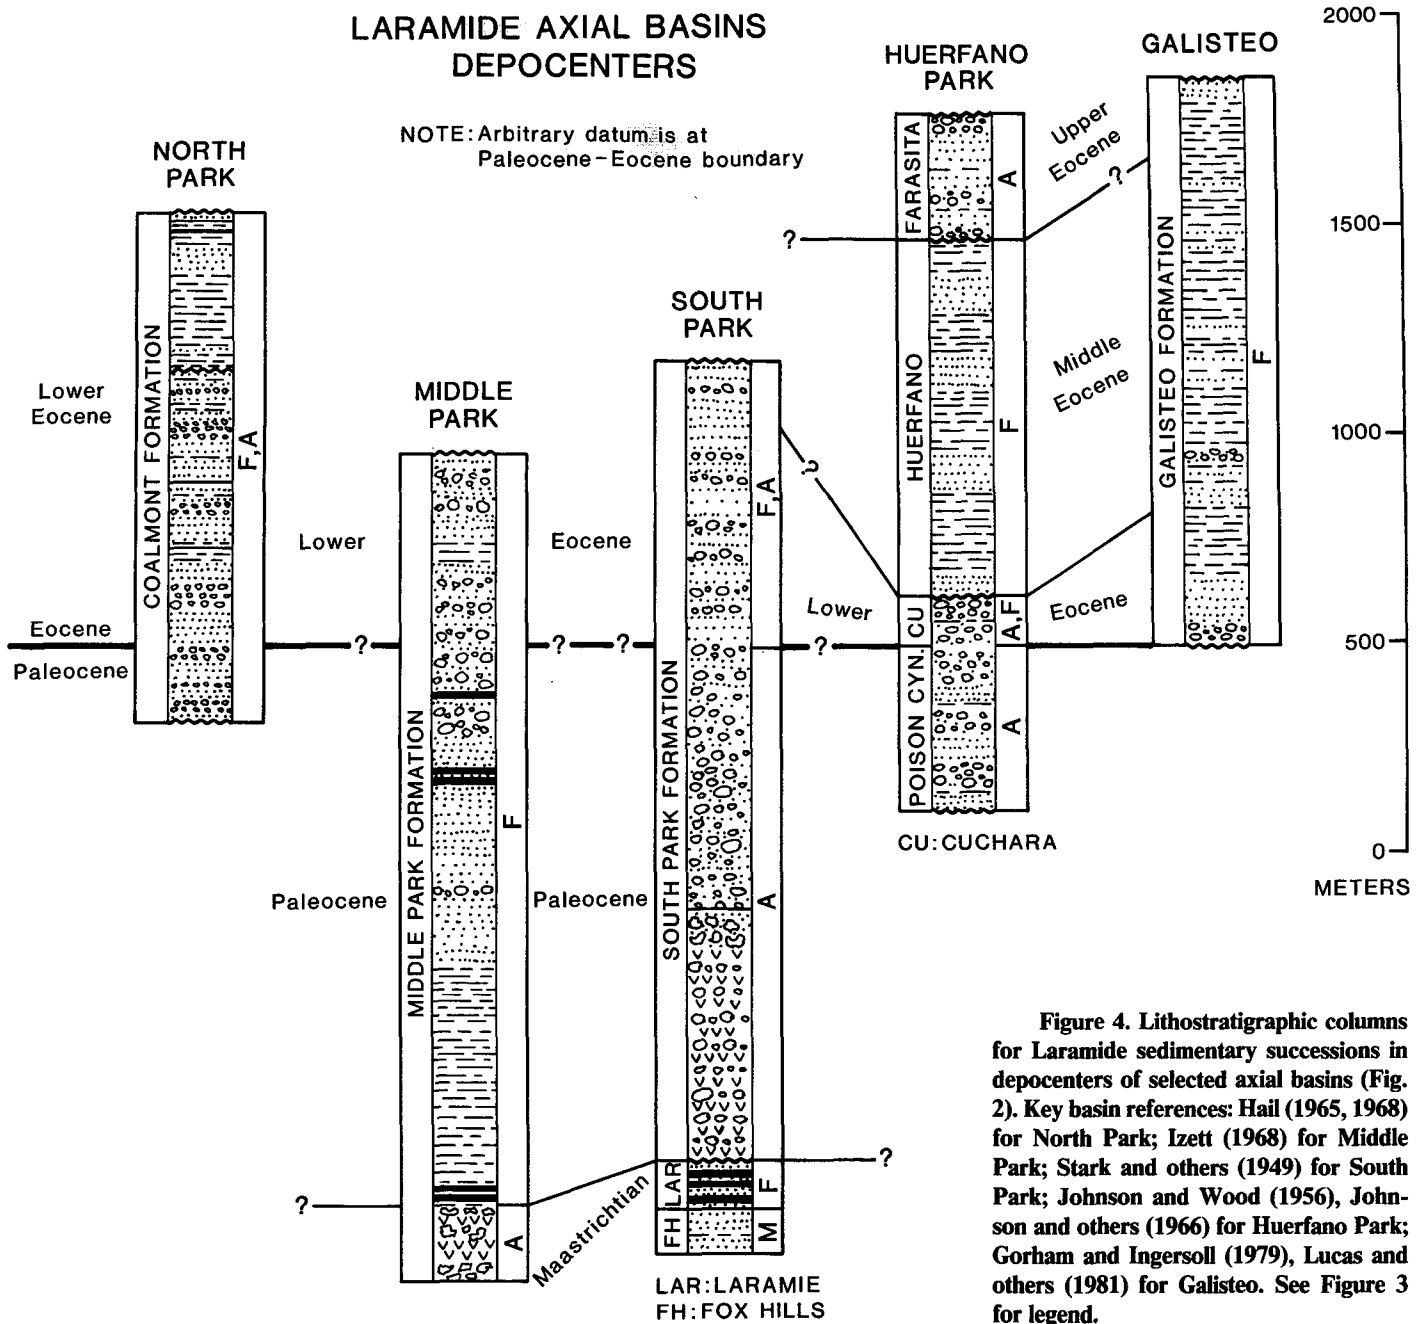 LARAMIDE AXIAL BASINS
DEPOCENTERS
NOTE: Arbitrary datum is at
Paleocene-Eocene boundary
NORTH
PARK
COALMONT FORMATION
F, A
Lower
Eocene
Eocene
Paleocene
MIDDLE
PARK
MIDDLE PARK FORMATION
F
A
Lower
?
Paleocene
?
SOUTH
PARK
SOUTH PARK FORMATION
LAR
FH
F, A
A
F
M
Eocene
? ?
Paleocene
Maastrichtian
?
LAR: LARAMIE
FH: FOX HILLS
HUERFANO
PARK
FARASITA
HUERFANO
CU
POISON CYN.
A
F
A, F
A
?
?
Lower
?
CU: CUCHARA
GALISTEO
GALISTEO FORMATION
F
Upper
Eocene
?
Middle
Eocene
Eocene
2000
1500
1000
500
0
METERS
Figure 4. Lithostratigraphic columns
for Laramide sedimentary successions in
depocenters of selected axial basins (Fig.
2). Key basin references: Hail (1965, 1968)
for North Park; Izett (1968) for Middle
Park; Stark and others (1949) for South
Park; Johnson and Wood (1956), John-
son and others (1966) for Huerfano Park;
Gorham and Ingersoll (1979), Lucas and
others (1981) for Galisteo. See Figure 3
for legend.